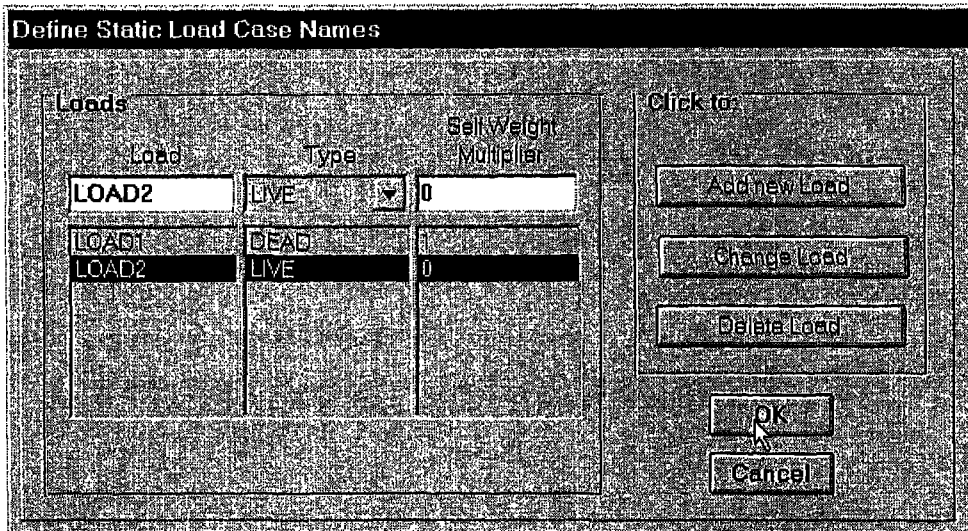 Define Static Load Case Names
Loads
Load
Type
Self Weight
Multiplier
LOAD2
LIVE
0
LOAD1
DEAD
1
LOAD2
LIVE
0
Click to:
Add new Load
Change Load
Delete Load
OK
Cancel